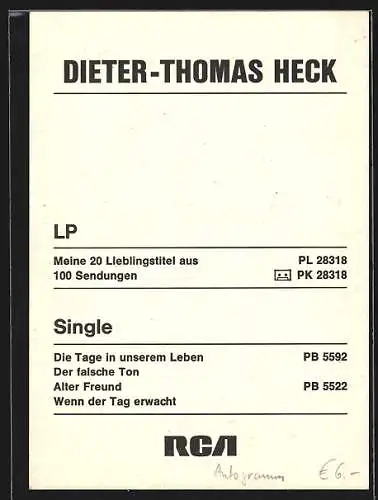 DIETER-THOMAS HECK
LP
Meine 20 Lieblingstitel aus PL 28318
100 Sendungen PK 28318
Single
Die Tage in unserem Leben PB 5592
Der falsche Ton
Alter Freund PB 5522
Wenn der Tag erwacht
RCA
Autogramm € 6.-